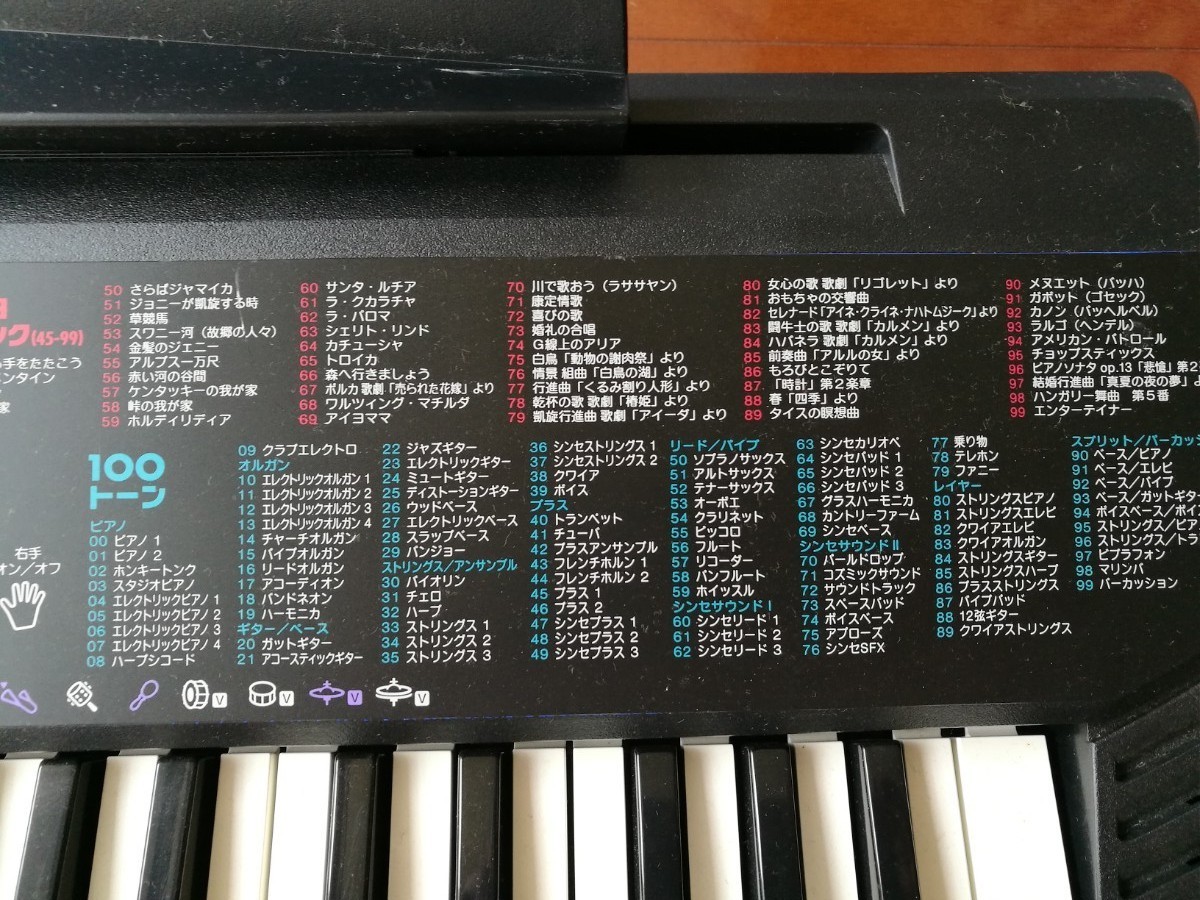 ク(45-99)
手をたたこう
50 さらばジャマイカ
51 ジョニーが凱旋する時
52 草競馬
53 スワニー河（故郷の人々）
54 金髪のジェニー
55 アルプス一万尺
56 赤い河の谷間
57 ケンタッキーの我が家
58 峠の我が家
59 ホルディリディア
60 サンタ・ルチア
61 ラ・クカラチャ
62 ラ・パロマ
63 シェリト・リンド
64 カチューシャ
65 トロイカ
66 森へ行きましょう
67 ポルカ 歌劇「売られた花嫁」より
68 ワルツィング・マチルダ
69 アイヨママ
70 川で歌おう（ラササヤン）
71 康定情歌
72 喜びの歌
73 婚礼の合唱
74 G線上のアリア
75 白鳥「動物の謝肉祭」より
76 情景 組曲「白鳥の湖」より
77 行進曲「くるみ割り人形」より
78 乾杯の歌 歌劇「椿姫」より
79 凱旋行進曲 歌劇「アイーダ」より
80 女心の歌 歌劇「リゴレット」より
81 おもちゃの交響曲
82 セレナード「アイネ・クライネ・ナハトムジーク」より
83 闘牛士の歌 歌劇「カルメン」より
84 ハバネラ 歌劇「カルメン」より
85 前奏曲「アルルの女」より
86 もろびとこぞりて
87 「時計」第2楽章
88 春「四季」より
89 タイスの瞑想曲
90 メヌエット（バッハ）
91 ガボット（ゴセック）
92 カノン（パッヘルベル）
93 ラルゴ（ヘンデル）
94 アメリカン・パトロール
95 チョップスティックス
96 ピアノソナタ op.13「悲愴」第2
97 結婚行進曲「真夏の夜の夢」
98 ハンガリー舞曲 第5番
99 エンターテイナー
右手
オン／オフ
100
トーン
ピアノ
00 ピアノ 1
01 ピアノ 2
02 ホンキートンク
03 スタジオピアノ
04 エレクトリックピアノ 1
05 エレクトリックピアノ 2
06 エレクトリックピアノ 3
07 エレクトリックピアノ 4
08 ハープシコード
09 クラブエレクトロ
オルガン
10 エレクトリックオルガン 1
11 エレクトリックオルガン 2
12 エレクトリックオルガン 3
13 エレクトリックオルガン 4
14 チャーチオルガン
15 パイプオルガン
16 リードオルガン
17 アコーディオン
18 バンドネオン
19 ハーモニカ
ギター／ベース
20 ガットギター
21 アコースティックギター
22 ジャズギター
23 エレクトリックギター
24 ミュートギター
25 ディストーションギター
26 ウッドベース
27 エレクトリックベース
28 スラップベース
29 バンジョー
ストリングス／アンサンブル
30 バイオリン
31 チェロ
32 ハープ
33 ストリングス 1
34 ストリングス 2
35 ストリングス 3
36 シンセストリングス 1
37 シンセストリングス 2
38 クワイア
39 ボイス
ブラス
40 トランペット
41 チューバ
42 ブラスアンサンブル
43 フレンチホルン 1
44 フレンチホルン 2
45 ブラス 1
46 ブラス 2
47 シンセブラス 1
48 シンセブラス 2
49 シンセブラス 3
リード／パイプ
50 ソプラノサックス
51 アルトサックス
52 テナーサックス
53 オーボエ
54 クラリネット
55 ピッコロ
56 フルート
57 リコーダー
58 パンフルート
59 ホイッスル
シンセサウンド I
60 シンセリード 1
61 シンセリード 2
62 シンセリード 3
63 シンセカリオペ
64 シンセパッド 1
65 シンセパッド 2
66 シンセパッド 3
67 グラスハーモニカ
68 カントリーファーム
69 シンセベース
シンセサウンド II
70 パールドロップ
71 コズミックサウンド
72 サウンドトラック
73 スペースパッド
74 ボイスベース
75 アプローズ
76 シンセSFX
77 乗り物
78 テレホン
79 ファニー
レイヤー
80 ストリングスピアノ
81 ストリングスエレピ
82 クワイアエレピ
83 クワイアオルガン
84 ストリングスギター
85 ストリングスハープ
86 ブラスストリングス
87 パイプパッド
88 12弦ギター
89 クワイアストリングス
スプリット／パーカッシ
90 ベース／ピアノ
91 ベース／エレピ
92 ベース／パイプ
93 ベース／ガットギター
94 ボイスベース／ボイ
95 ストリングス／ピ
96 ストリングス／トラ
97 ビブラフォン
98 マリンバ
99 パーカッション
V
V
V
V